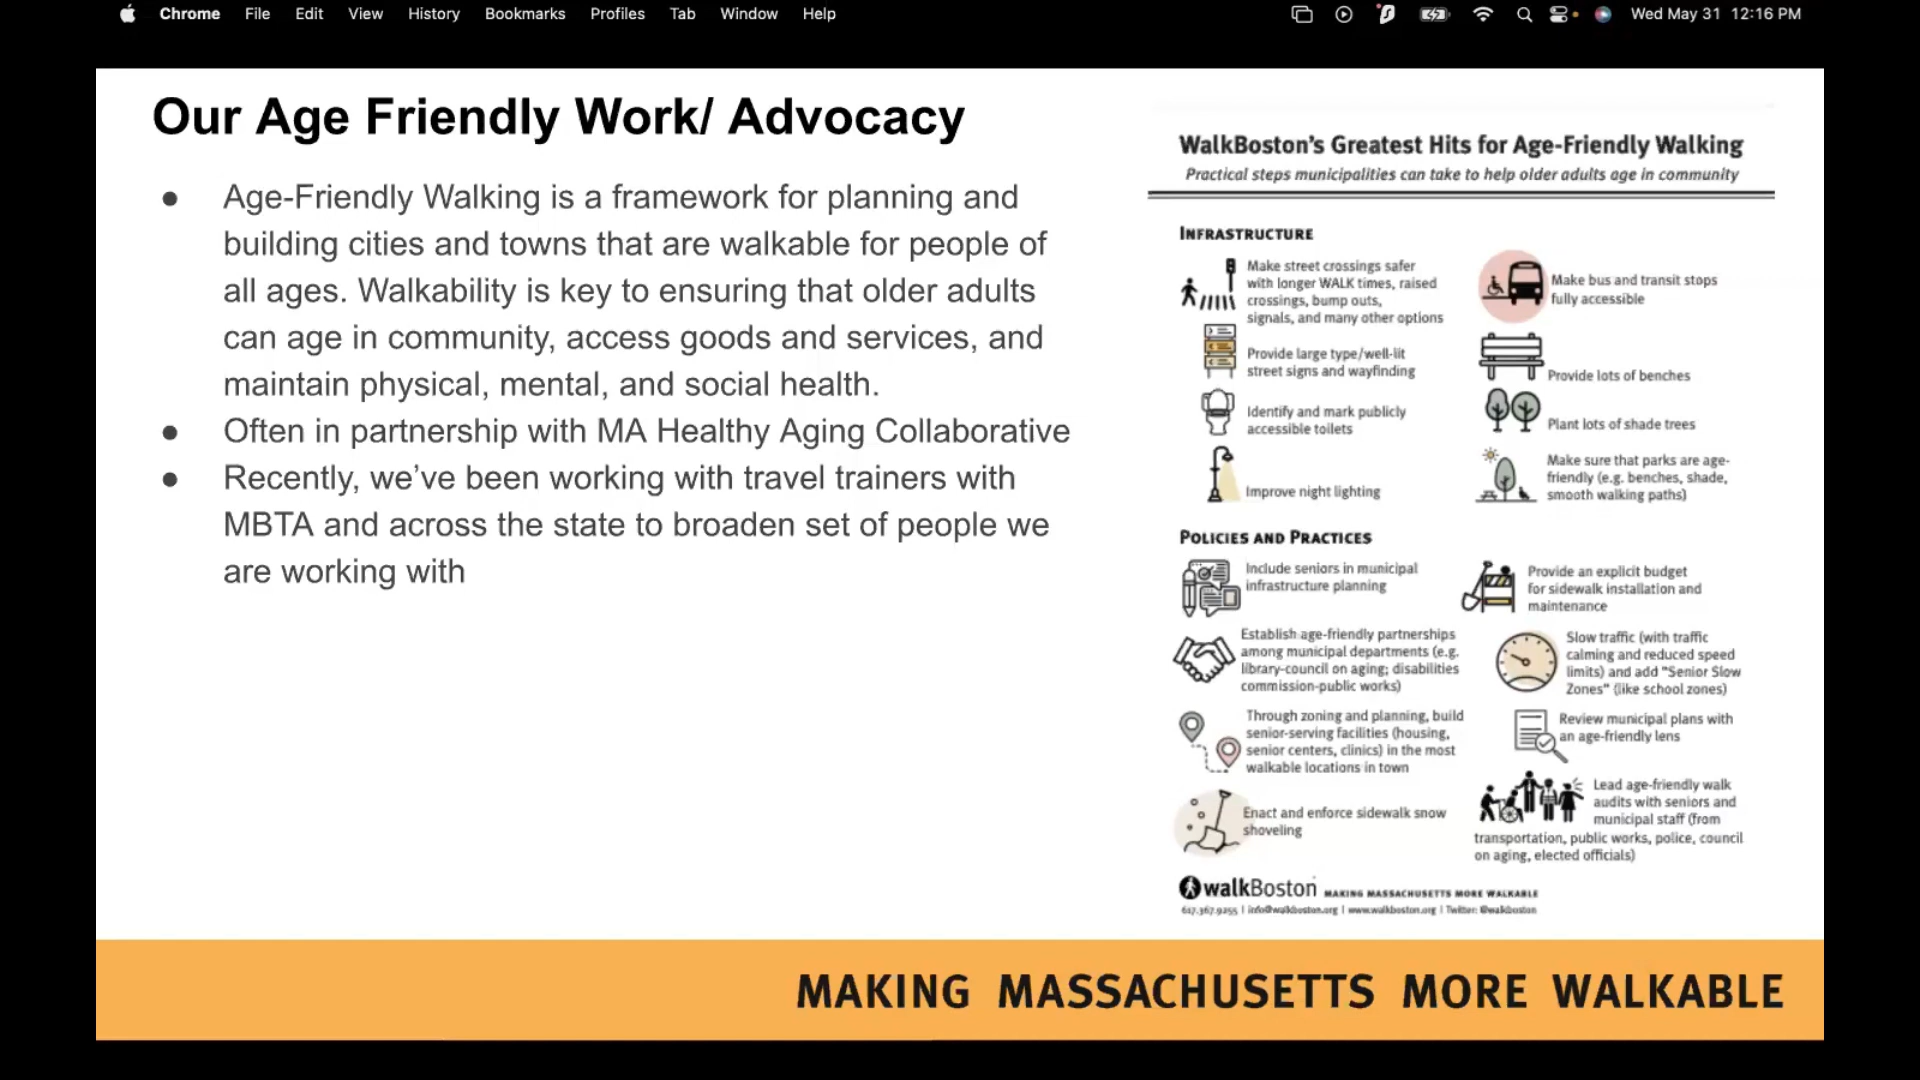 Chrome File Edit View History Bookmarks Profiles Tab Window Help
Wed May 31 12:16 PM
Our Age Friendly Work/ Advocacy
● Age-Friendly Walking is a framework for planning and
building cities and towns that are walkable for people of
all ages. Walkability is key to ensuring that older adults
can age in community, access goods and services, and
maintain physical, mental, and social health.
● Often in partnership with MA Healthy Aging Collaborative
● Recently, we’ve been working with travel trainers with
MBTA and across the state to broaden set of people we
are working with
WalkBoston's Greatest Hits for Age-Friendly Walking
Practical steps municipalities can take to help older adults age in community
INFRASTRUCTURE
Make street crossings safer
with longer WALK times, raised
crossings, bump outs,
signals, and many other options
Make bus and transit stops
fully accessible
Provide large type/well-lit
street signs and wayfinding
Provide lots of benches
Identify and mark publicly
accessible toilets
Plant lots of shade trees
Improve night lighting
Make sure that parks are age-
friendly (e.g. benches, shade,
smooth walking paths)
POLICIES AND PRACTICES
Include seniors in municipal
infrastructure planning
Provide an explicit budget
for sidewalk installation and
maintenance
Establish age-friendly partnerships
among municipal departments (e.g.
library-council on aging; disabilities
commission-public works)
Slow traffic (with traffic
calming and reduced speed
limits) and add "Senior Slow
Zones" (like school zones)
Through zoning and planning, build
senior-serving facilities (housing,
senior centers, clinics) in the most
walkable locations in town
Review municipal plans with
an age-friendly lens
Enact and enforce sidewalk snow
shoveling
Lead age-friendly walk
audits with seniors and
municipal staff (from
transportation, public works, police, council
on aging, elected officials)
walkBoston MAKING MASSACHUSETTS MORE WALKABLE
617.367.9255 | info@walkboston.org | www.walkboston.org | Twitter: @walkboston
MAKING MASSACHUSETTS MORE WALKABLE